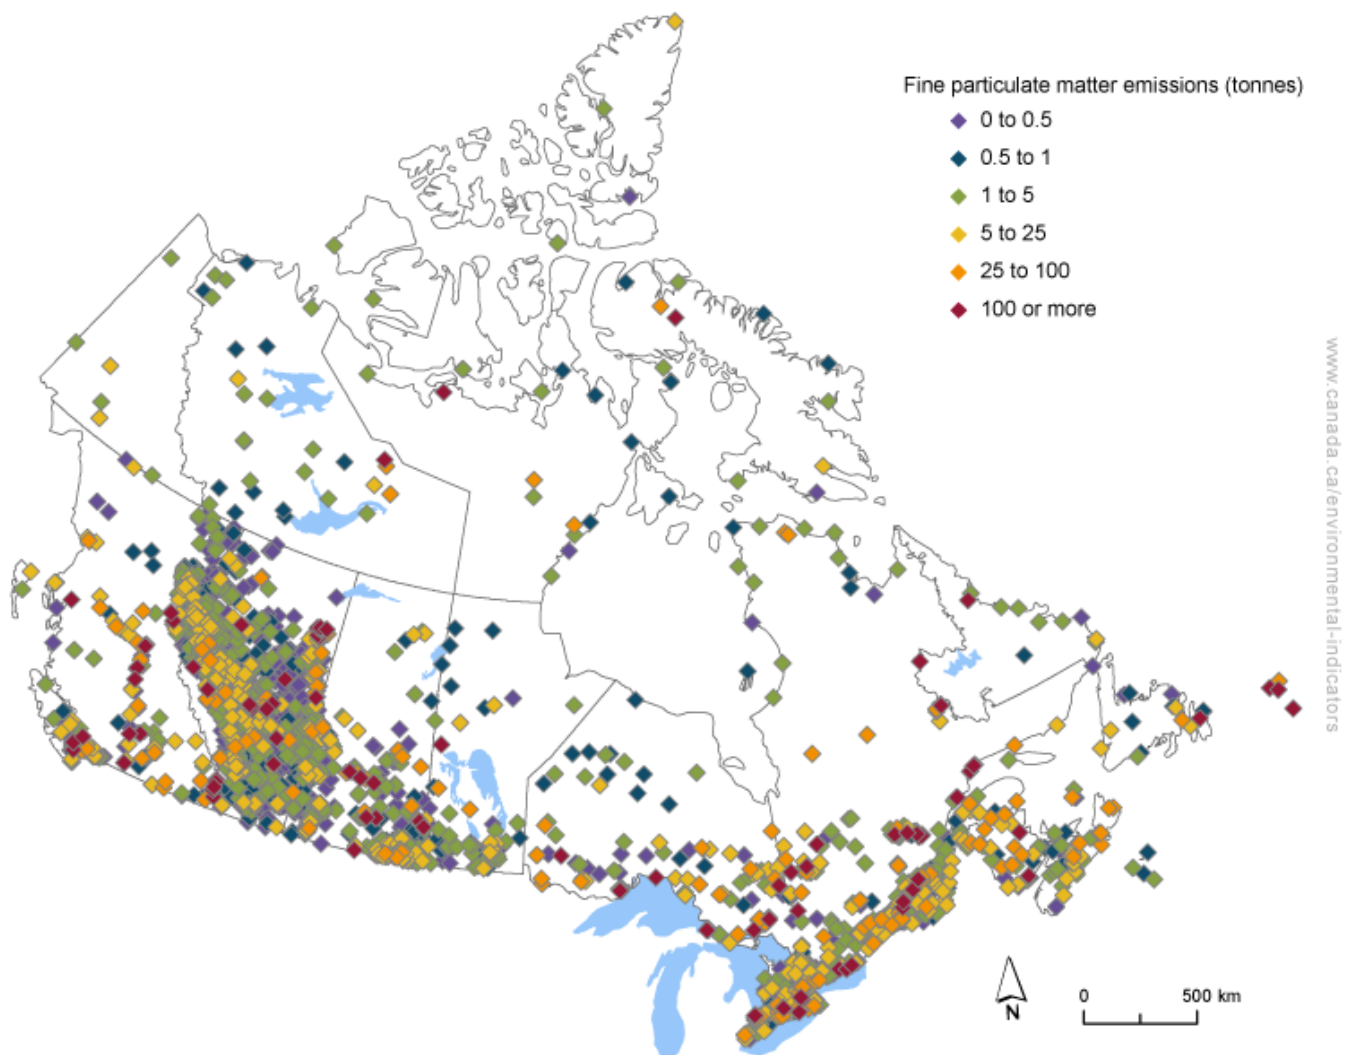 Fine particulate matter emissions (tonnes)
0 to 0.5
0.5 to 1
1 to 5
5 to 25
25 to 100
100 or more
www.canada.ca/environmental-indicators
N
0 500 km